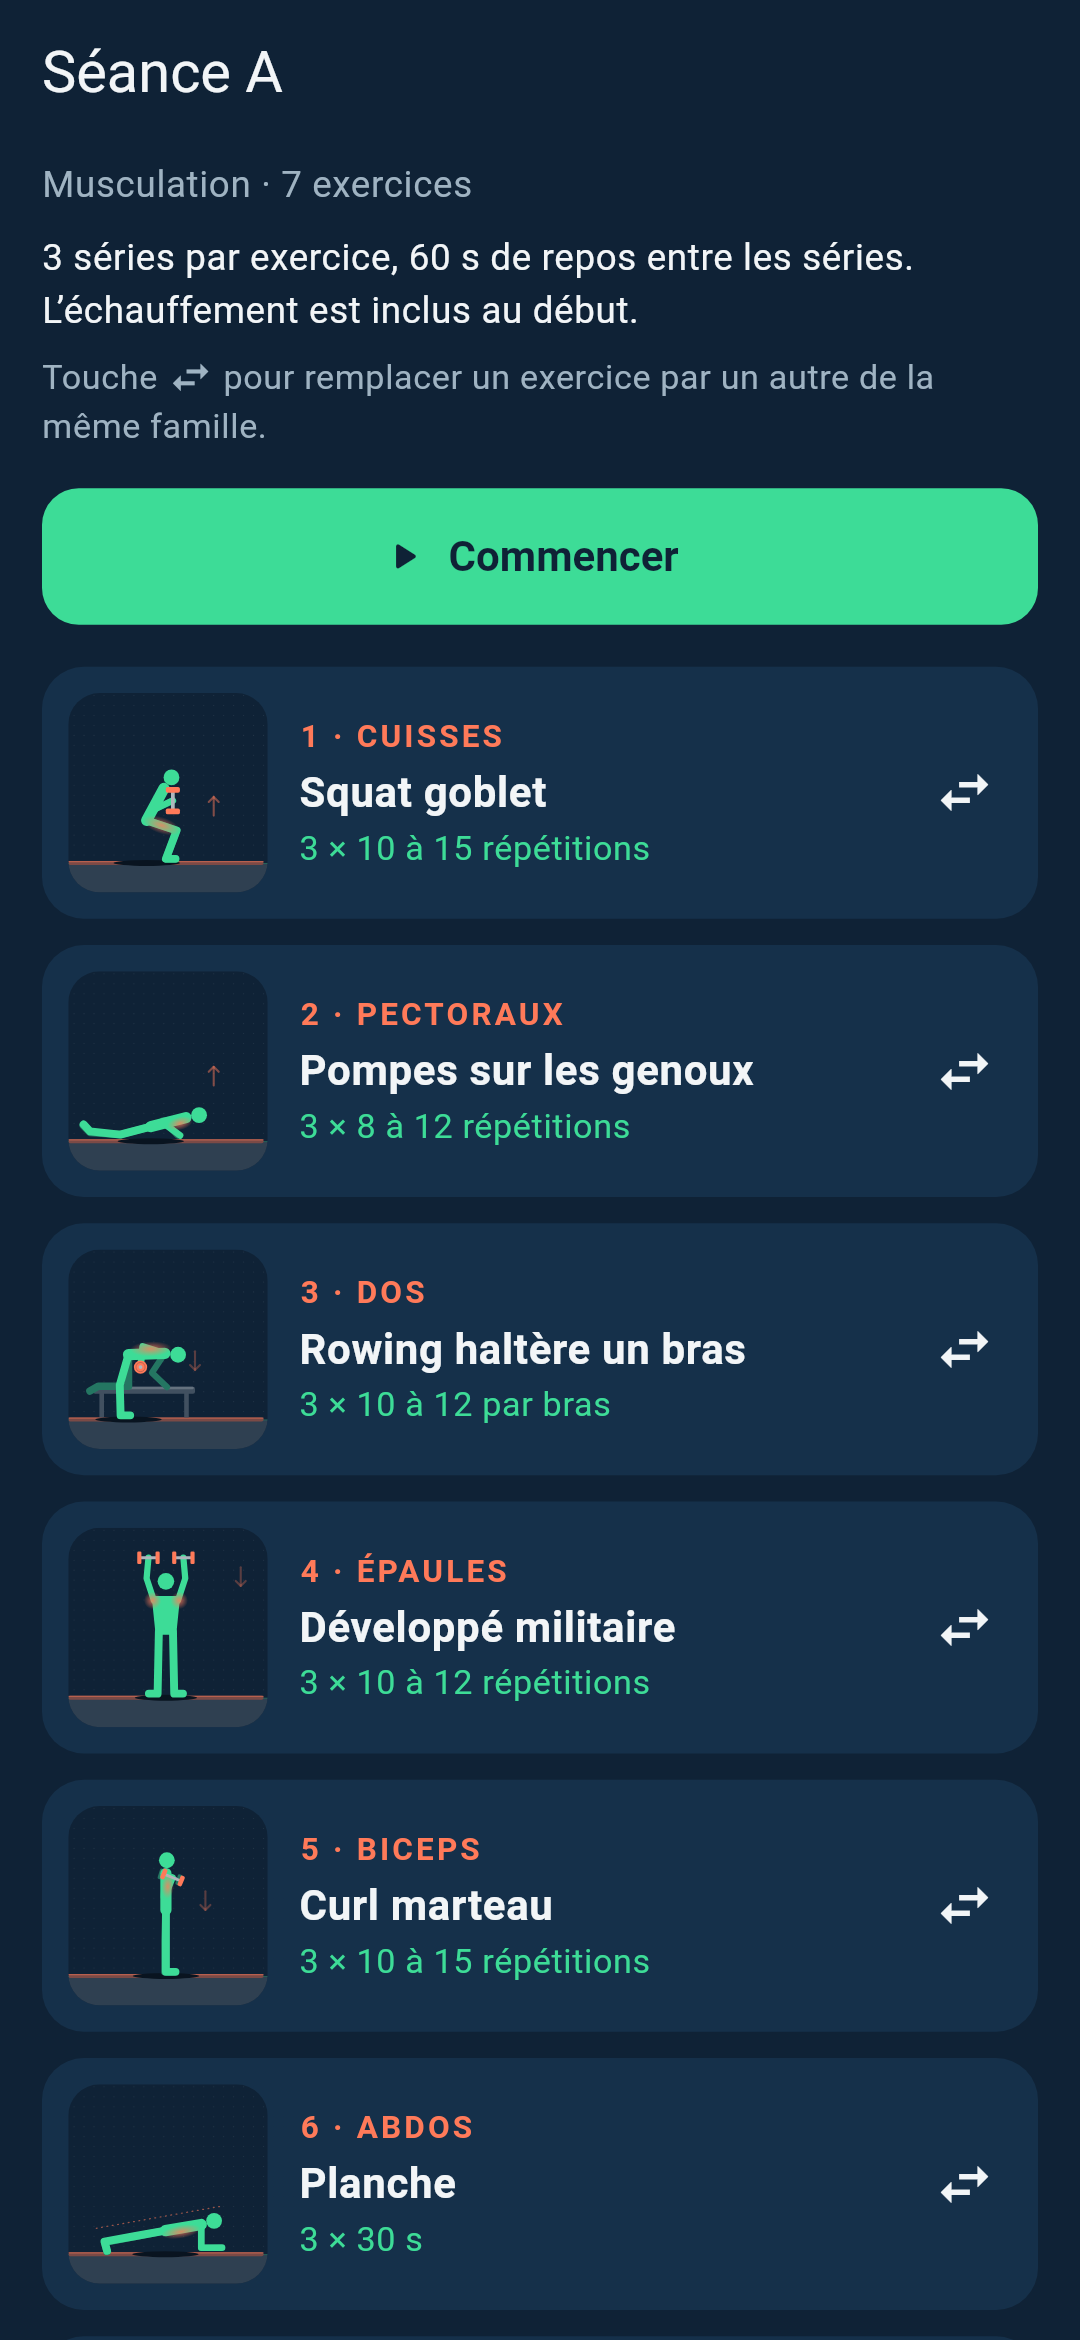 Séance A
Musculation · 7 exercices
3 séries par exercice, 60 s de repos entre les séries.
L’échauffement est inclus au début.
Touche pour remplacer un exercice par un autre de la
même famille.
Commencer
1 · CUISSES
Squat goblet
3 × 10 à 15 répétitions
2 · PECTORAUX
Pompes sur les genoux
3 × 8 à 12 répétitions
3 · DOS
Rowing haltère un bras
3 × 10 à 12 par bras
4 · ÉPAULES
Développé militaire
3 × 10 à 12 répétitions
5 · BICEPS
Curl marteau
3 × 10 à 15 répétitions
6 · ABDOS
Planche
3 × 30 s